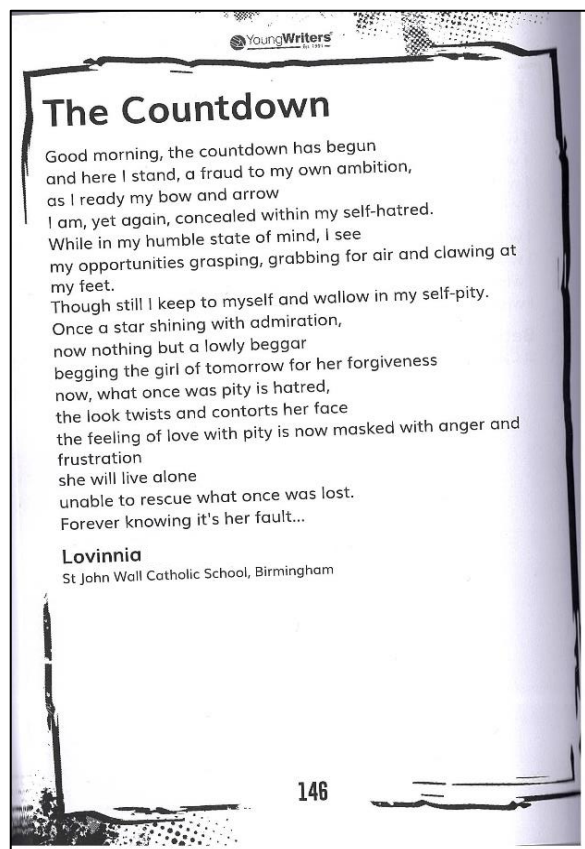 YoungWriters
Est. 1991
The Countdown
Good morning, the countdown has begun
and here I stand, a fraud to my own ambition,
as I ready my bow and arrow
I am, yet again, concealed within my self-hatred.
While in my humble state of mind, I see
my opportunities grasping, grabbing for air and clawing at
my feet.
Though still I keep to myself and wallow in my self-pity.
Once a star shining with admiration,
now nothing but a lowly beggar
begging the girl of tomorrow for her forgiveness
now, what once was pity is hatred,
the look twists and contorts her face
the feeling of love with pity is now masked with anger and
frustration
she will live alone
unable to rescue what once was lost.
Forever knowing it's her fault...
Lovinnia
St John Wall Catholic School, Birmingham
146